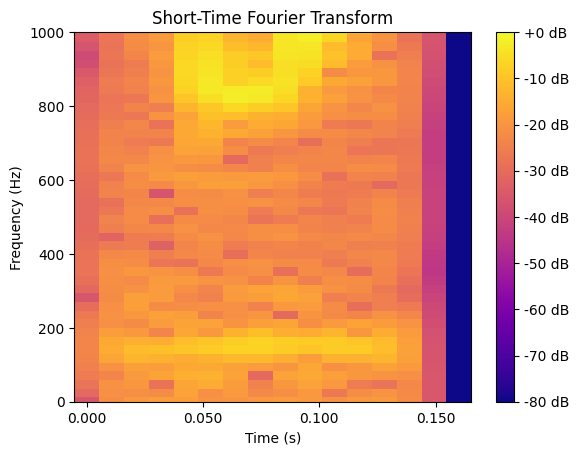 Short-Time Fourier Transform
Frequency (Hz)
1000
800
600
400
200
0
0.000
0.050
0.100
0.150
Time (s)
+0 dB
-10 dB
-20 dB
-30 dB
-40 dB
-50 dB
-60 dB
-70 dB
-80 dB